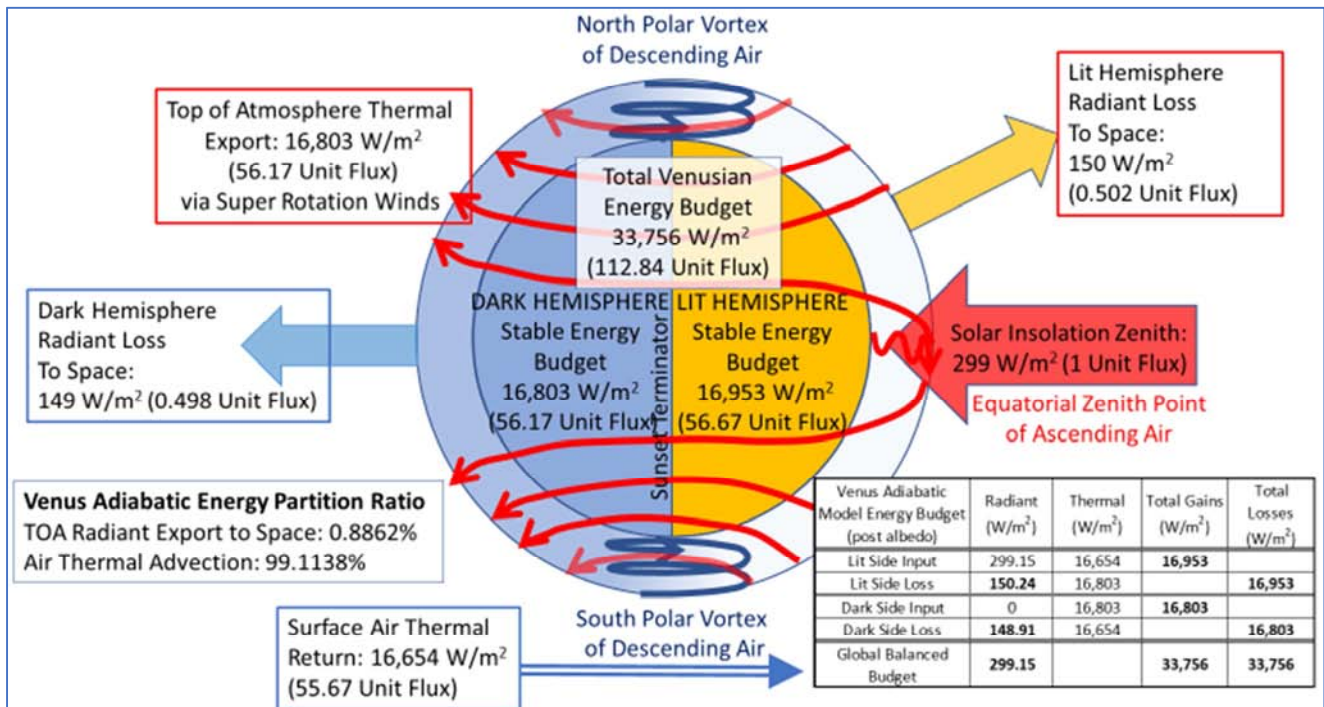 North Polar Vortex
of Descending Air
Top of Atmosphere Thermal
Export: 16,803 W/m²
(56.17 Unit Flux)
via Super Rotation Winds
Lit Hemisphere
Radiant Loss
To Space:
150 W/m²
(0.502 Unit Flux)
Total Venusian
Energy Budget
33,756 W/m²
(112.84 Unit Flux)
Dark Hemisphere
Radiant Loss
To Space:
149 W/m² (0.498 Unit Flux)
DARK HEMISPHERE
Stable Energy
Budget
16,803 W/m²
(56.17 Unit Flux)
Sunset Terminator
LIT HEMISPHERE
Stable Energy
Budget
16,953 W/m²
(56.67 Unit Flux)
Solar Insolation Zenith:
299 W/m² (1 Unit Flux)
Equatorial Zenith Point
of Ascending Air
Venus Adiabatic Energy Partition Ratio
TOA Radiant Export to Space: 0.8862%
Air Thermal Advection: 99.1138%
South Polar Vortex
of Descending Air
Surface Air Thermal
Return: 16,654 W/m²
(55.67 Unit Flux)
Venus Adiabatic
Model Energy Budget
(post albedo)
Radiant
(W/m²)
Thermal
(W/m²)
Total Gains
(W/m²)
Total
Losses
(W/m²)
Lit Side Input 299.15 16,654 16,953
Lit Side Loss 150.24 16,803 16,953
Dark Side Input 0 16,803 16,803
Dark Side Loss 148.91 16,654 16,803
Global Balanced
Budget
299.15 33,756 33,756